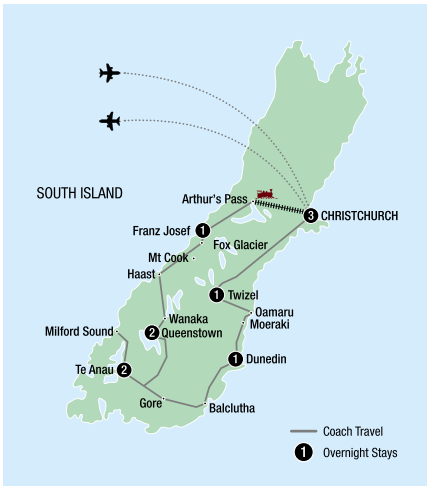 SOUTH ISLAND
Arthur's Pass
3 CHRISTCHURCH
Franz Josef 1
Fox Glacier
Mt Cook
Haast
1 Twizel
Oamaru
Wanaka
Moeraki
Milford Sound
2 Queenstown
1 Dunedin
Te Anau 2
Gore
Balclutha
Coach Travel
1 Overnight Stays